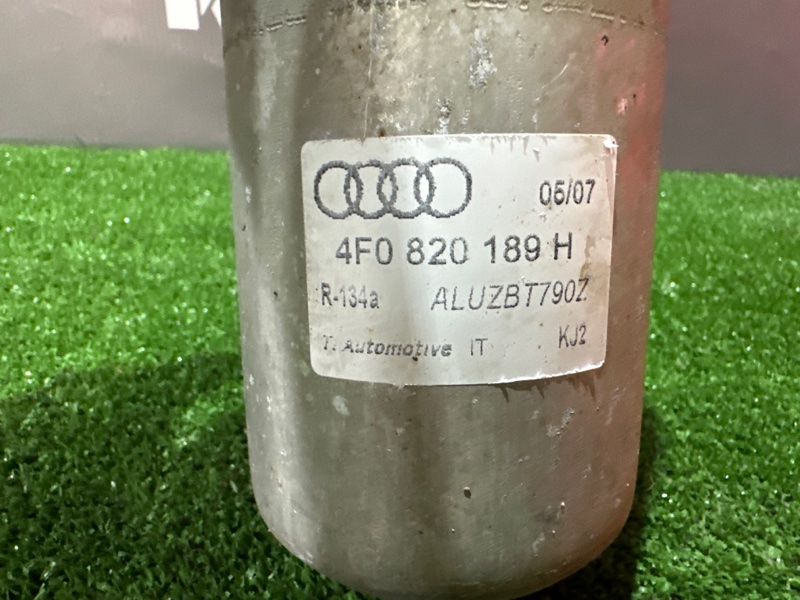 05/07
4F0 820 189 H
R-134a ALUZBT790Z
T. Automotive IT KJ2